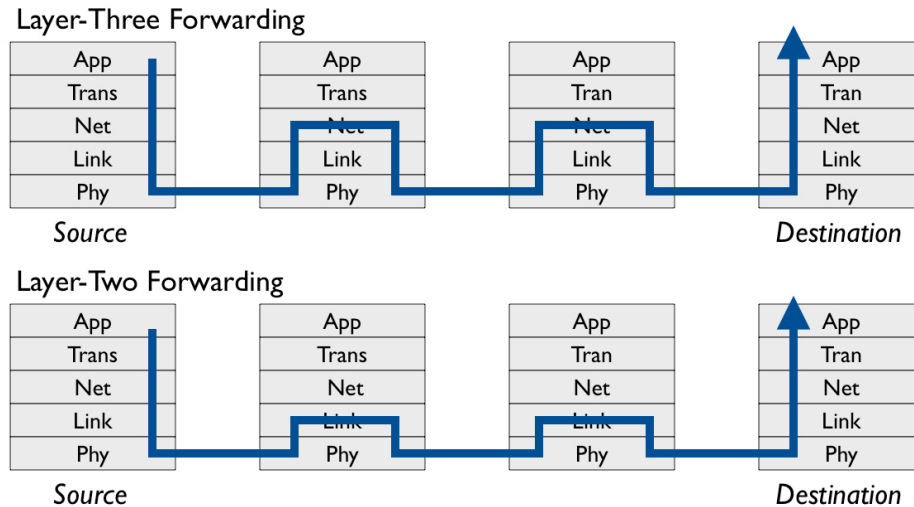 Layer-Three Forwarding
App App App App
Trans Trans Tran Tran
Net Net Net Net
Link Link Link Link
Phy Phy Phy Phy
Source Destination
Layer-Two Forwarding
App App App App
Trans Trans Tran Tran
Net Net Net Net
Link Link Link Link
Phy Phy Phy Phy
Source Destination